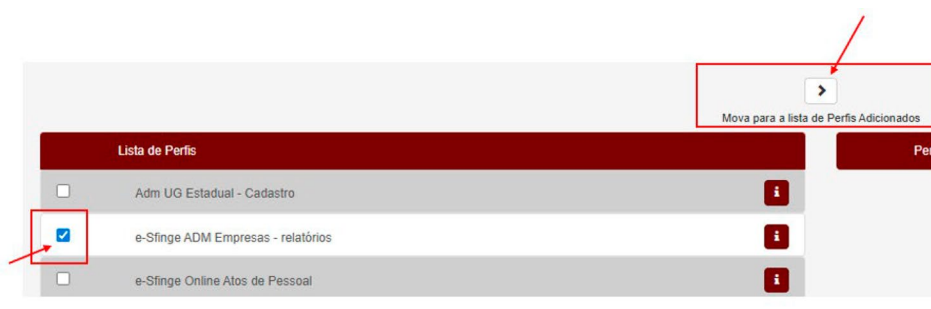 Mova para a lista de Perfis Adicionados
Lista de Perfis
Adm UG Estadual - Cadastro
e-Sfinge ADM Empresas - relatórios
e-Sfinge Online Atos de Pessoal